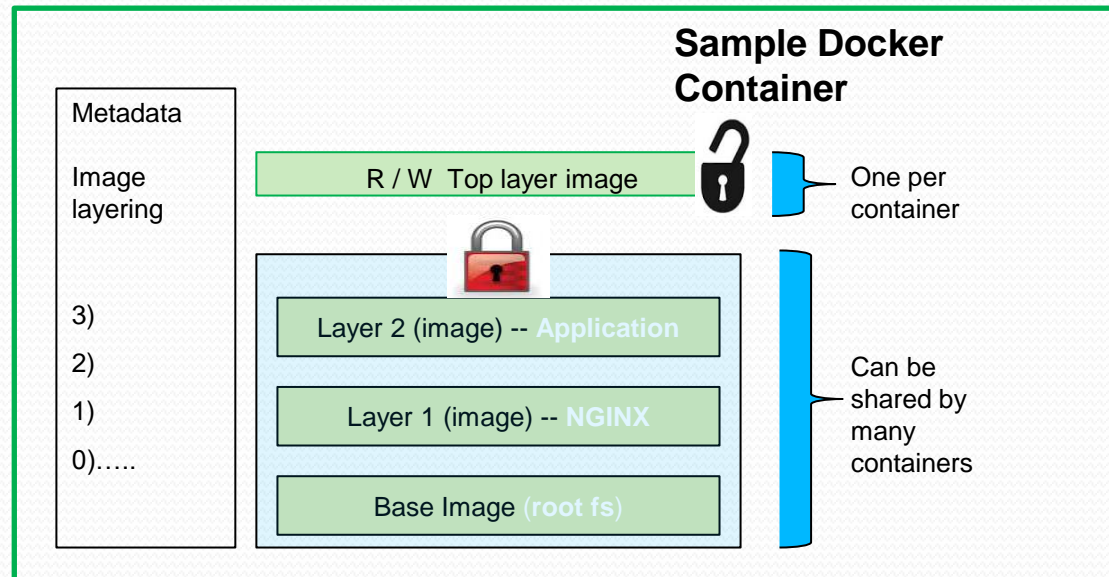 Sample Docker
Container
Metadata
Image
layering
3)
2)
1)
0)…..
R / W Top layer image
One per
container
Layer 2 (image) -- Application
Layer 1 (image) -- NGINX
Base Image (root fs)
Can be
shared by
many
containers